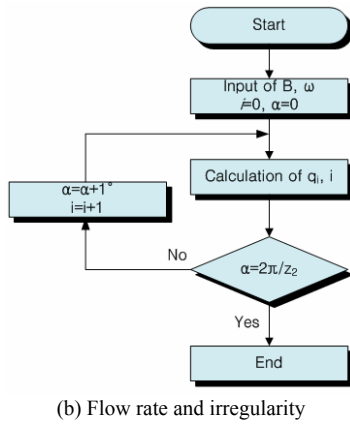 Start
Input of B, ω
i=0, α=0
α=α+1°
i=i+1
Calculation of qᵢ, i
No
α=2π/z₂
Yes
End
(b) Flow rate and irregularity